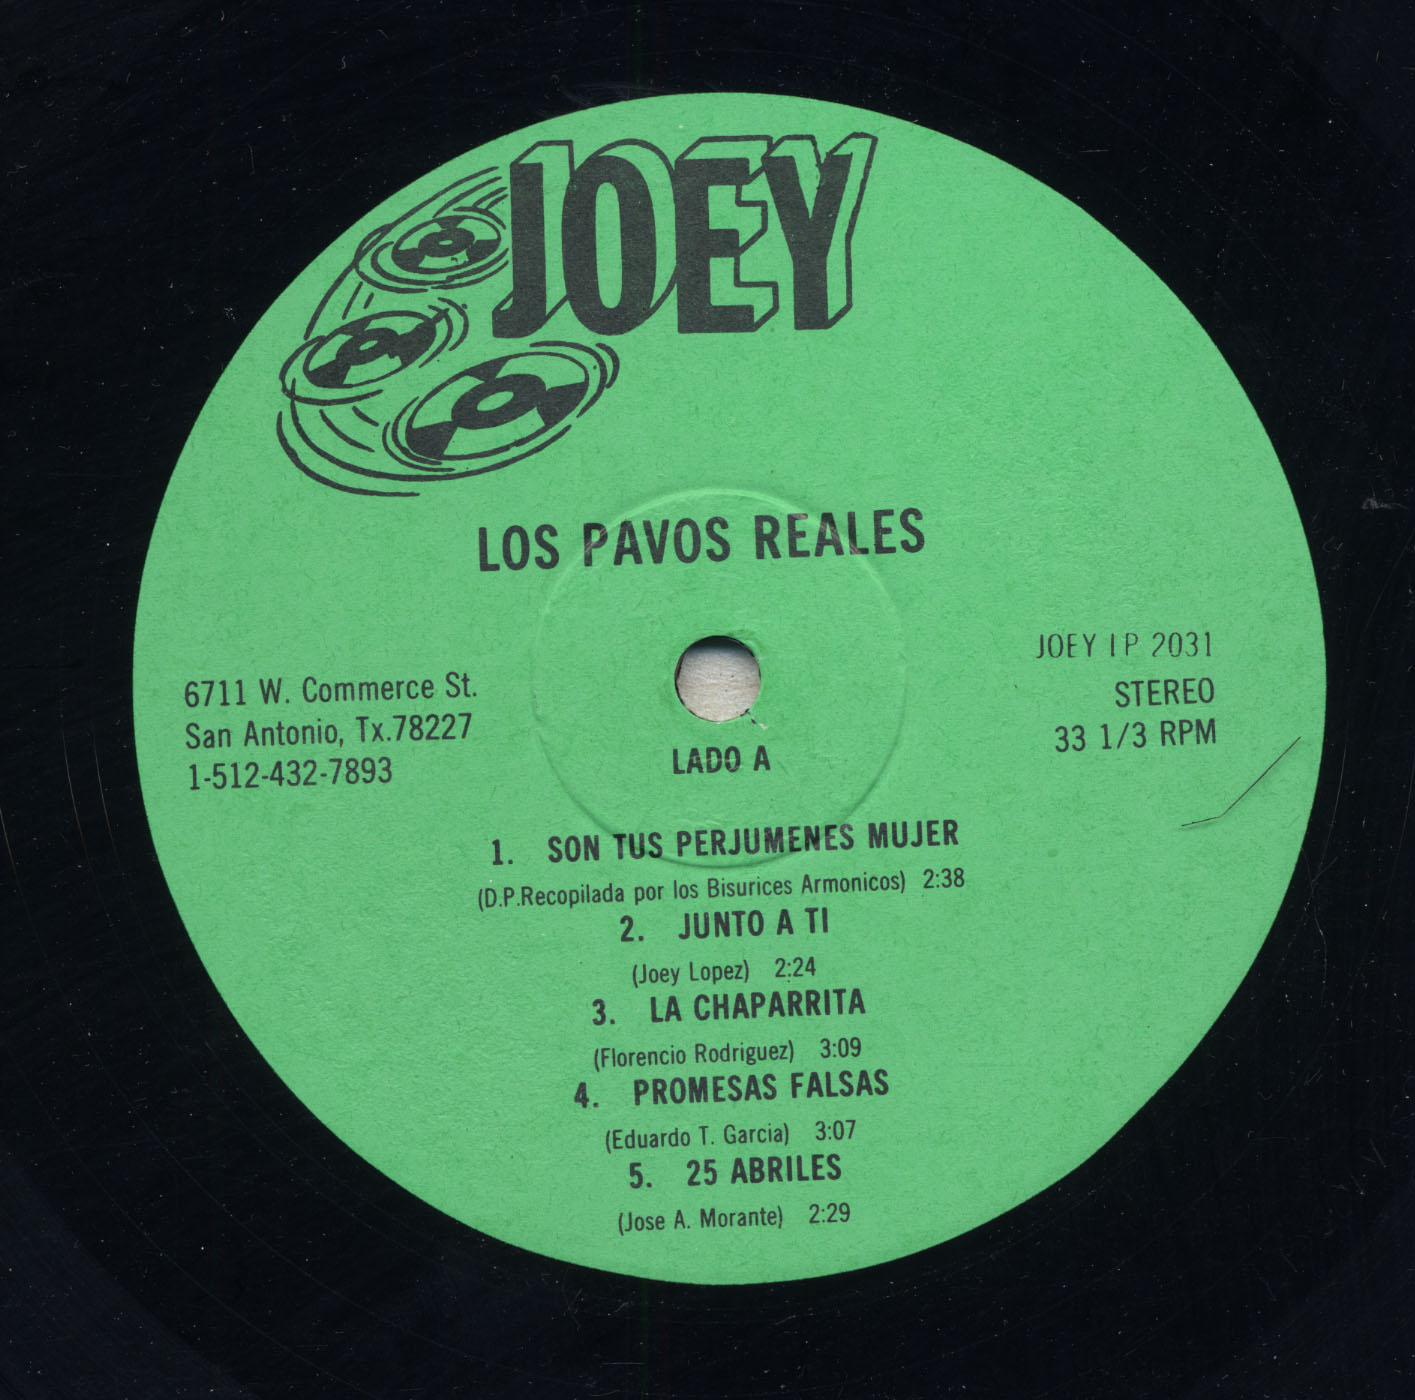 JOEY
LOS PAVOS REALES
6711 W. Commerce St.
San Antonio, Tx.78227
1-512-432-7893
JOEY LP 2031
STEREO
33 1/3 RPM
LADO A
1. SON TUS PERJUMENES MUJER
(D.P.Recopilada por los Bisurices Armonicos) 2:38
2. JUNTO A TI
(Joey Lopez) 2:24
3. LA CHAPARRITA
(Florencio Rodriguez) 3:09
4. PROMESAS FALSAS
(Eduardo T. Garcia) 3:07
5. 25 ABRILES
(Jose A. Morante) 2:29